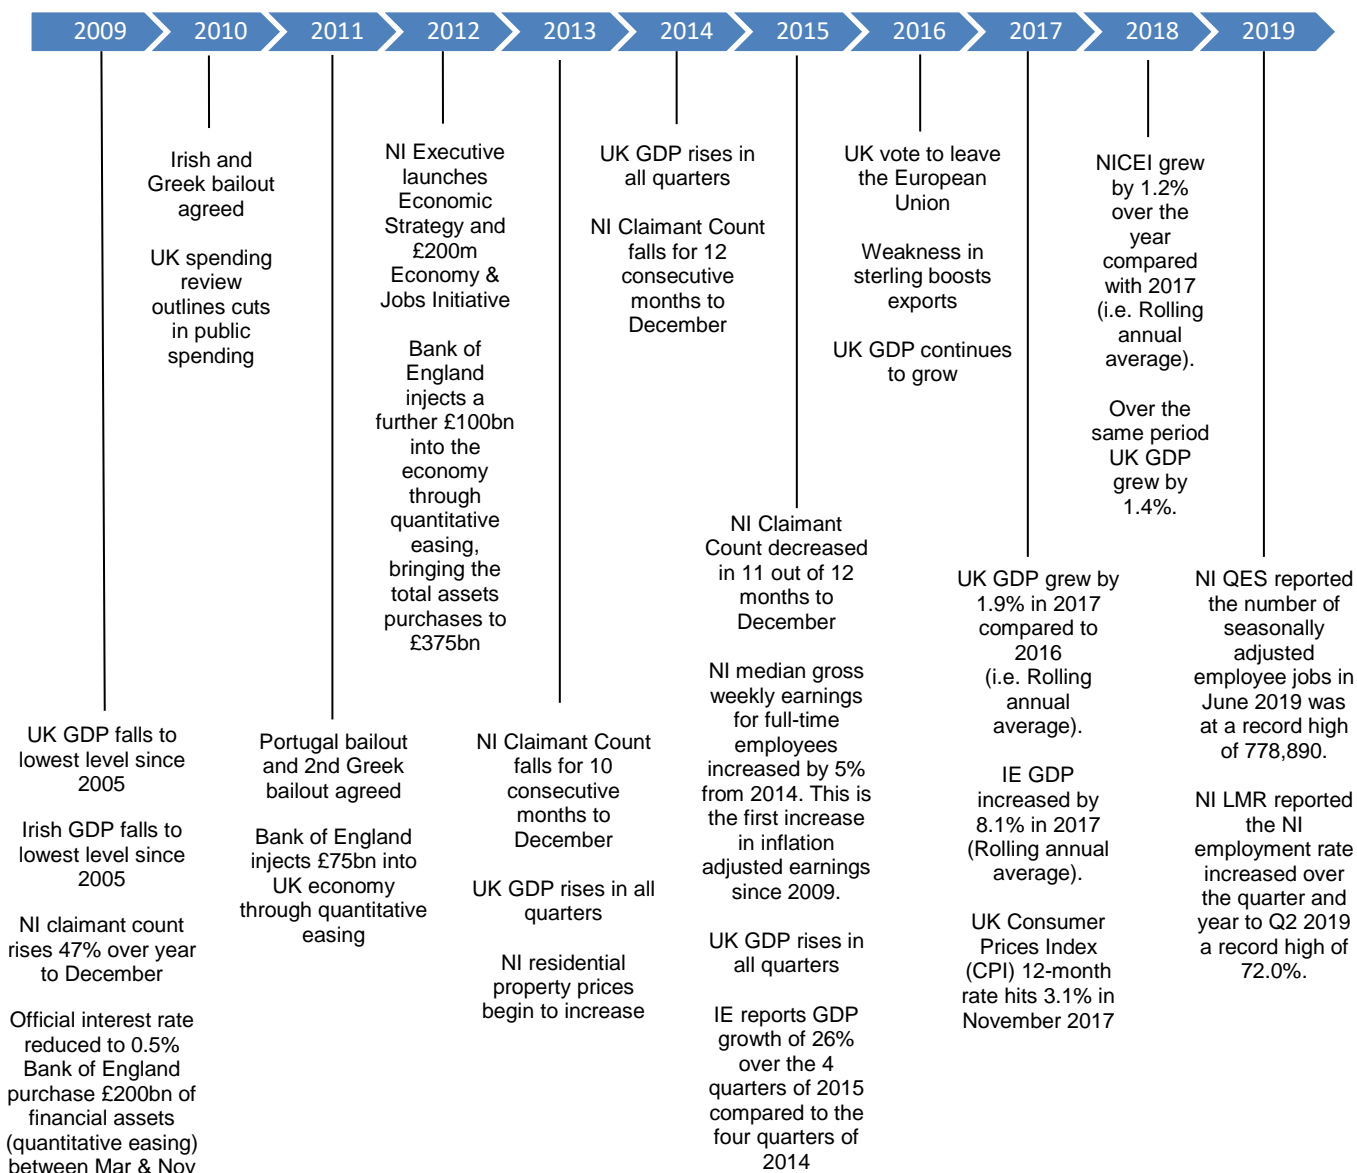 2009
2010
2011
2012
2013
2014
2015
2016
2017
2018
2019
UK GDP falls to
lowest level since
2005
Irish GDP falls to
lowest level since
2005
NI claimant count
rises 47% over year
to December
Official interest rate
reduced to 0.5%
Bank of England
purchase £200bn of
financial assets
(quantitative easing)
between Mar & Nov
Irish and
Greek bailout
agreed
UK spending
review
outlines cuts
in public
spending
Portugal bailout
and 2nd Greek
bailout agreed
Bank of England
injects £75bn into
UK economy
through quantitative
easing
NI Executive
launches
Economic
Strategy and
£200m
Economy &
Jobs Initiative
Bank of
England
injects a
further £100bn
into the
economy
through
quantitative
easing,
bringing the
total assets
purchases to
£375bn
NI Claimant Count
falls for 10
consecutive
months to
December
UK GDP rises in all
quarters
NI residential
property prices
begin to increase
UK GDP rises in
all quarters
NI Claimant Count
falls for 12
consecutive
months to
December
NI Claimant
Count decreased
in 11 out of 12
months to
December
NI median gross
weekly earnings
for full-time
employees
increased by 5%
from 2014. This is
the first increase
in inflation
adjusted earnings
since 2009.
UK GDP rises in
all quarters
IE reports GDP
growth of 26%
over the 4
quarters of 2015
compared to the
four quarters of
2014
UK vote to leave
the European
Union
Weakness in
sterling boosts
exports
UK GDP continues
to grow
UK GDP grew by
1.9% in 2017
compared to
2016
(i.e. Rolling
annual
average).
IE GDP
increased by
8.1% in 2017
(Rolling annual
average).
UK Consumer
Prices Index
(CPI) 12-month
rate hits 3.1% in
November 2017
NICEI grew
by 1.2%
over the
year
compared
with 2017
(i.e. Rolling
annual
average).
Over the
same period
UK GDP
grew by
1.4%.
NI QES reported
the number of
seasonally
adjusted
employee jobs in
June 2019 was
at a record high
of 778,890.
NI LMR reported
the NI
employment rate
increased over
the quarter and
year to Q2 2019
a record high of
72.0%.